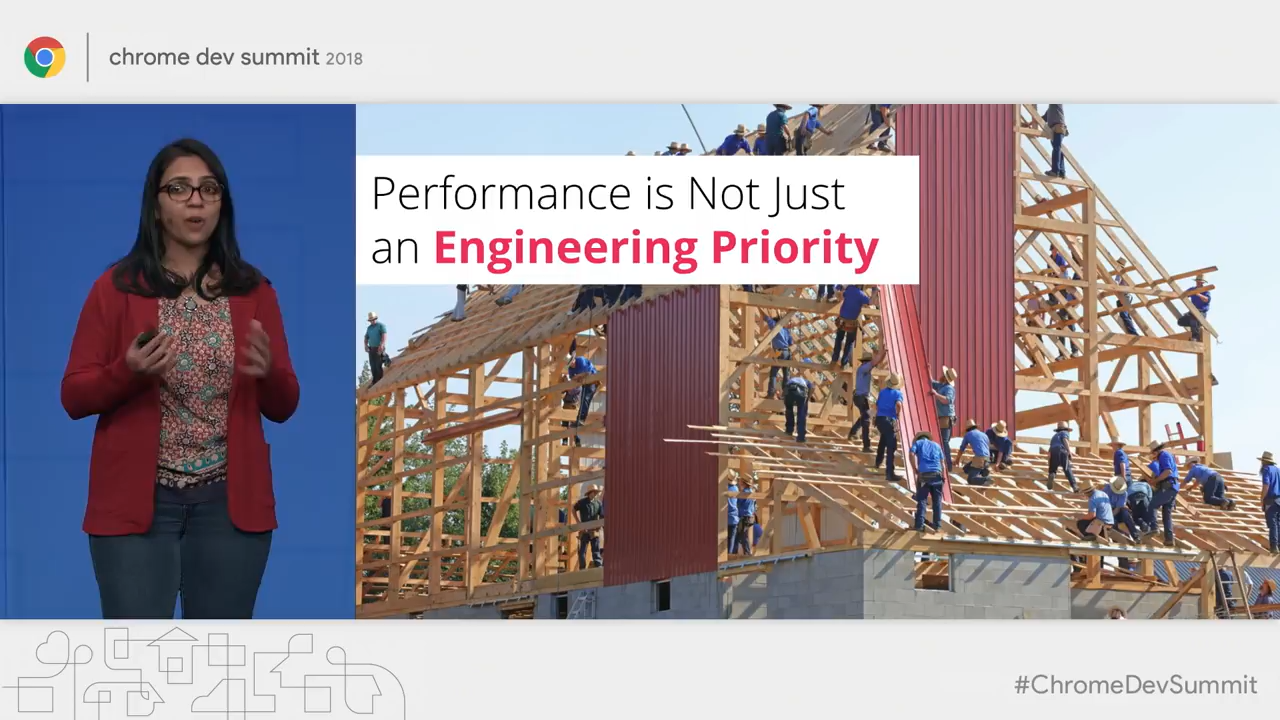 chrome dev summit 2018
Performance is Not Just
an Engineering Priority
#ChromeDevSummit